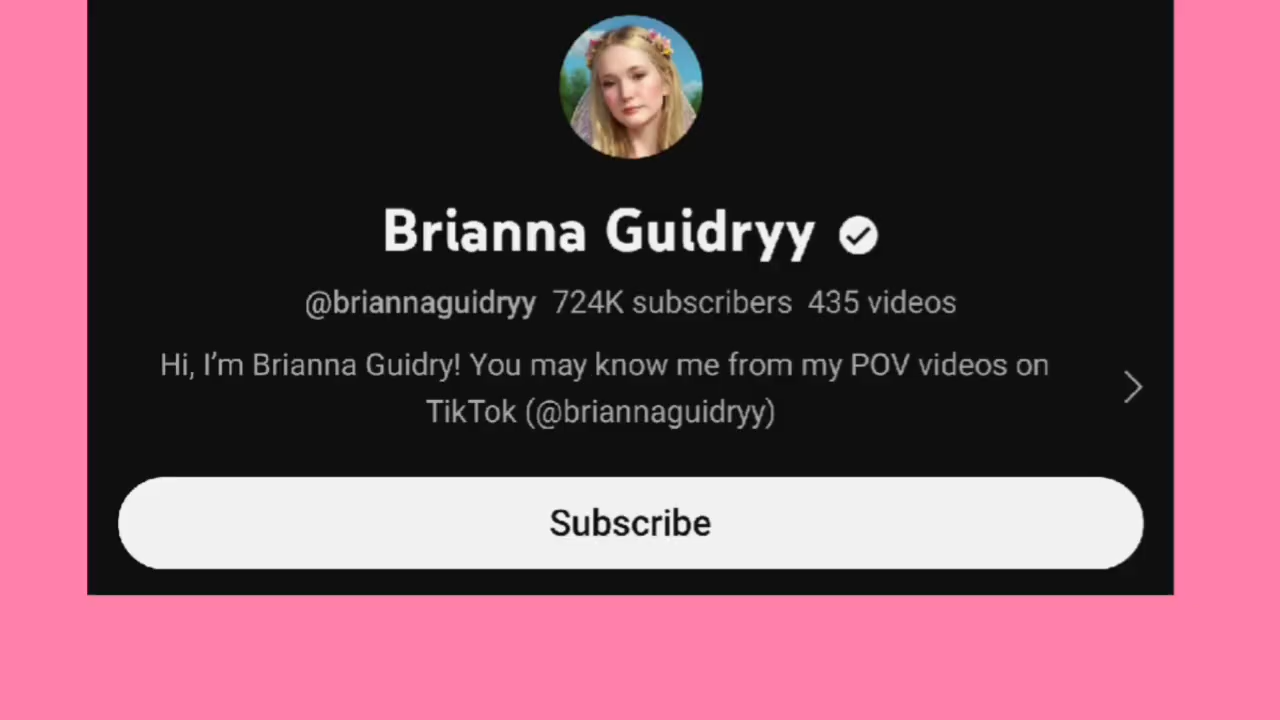 Brianna Guidryy
@briannaguidryy 724K subscribers 435 videos
Hi, I’m Brianna Guidry! You may know me from my POV videos on
TikTok (@briannaguidryy)
Subscribe